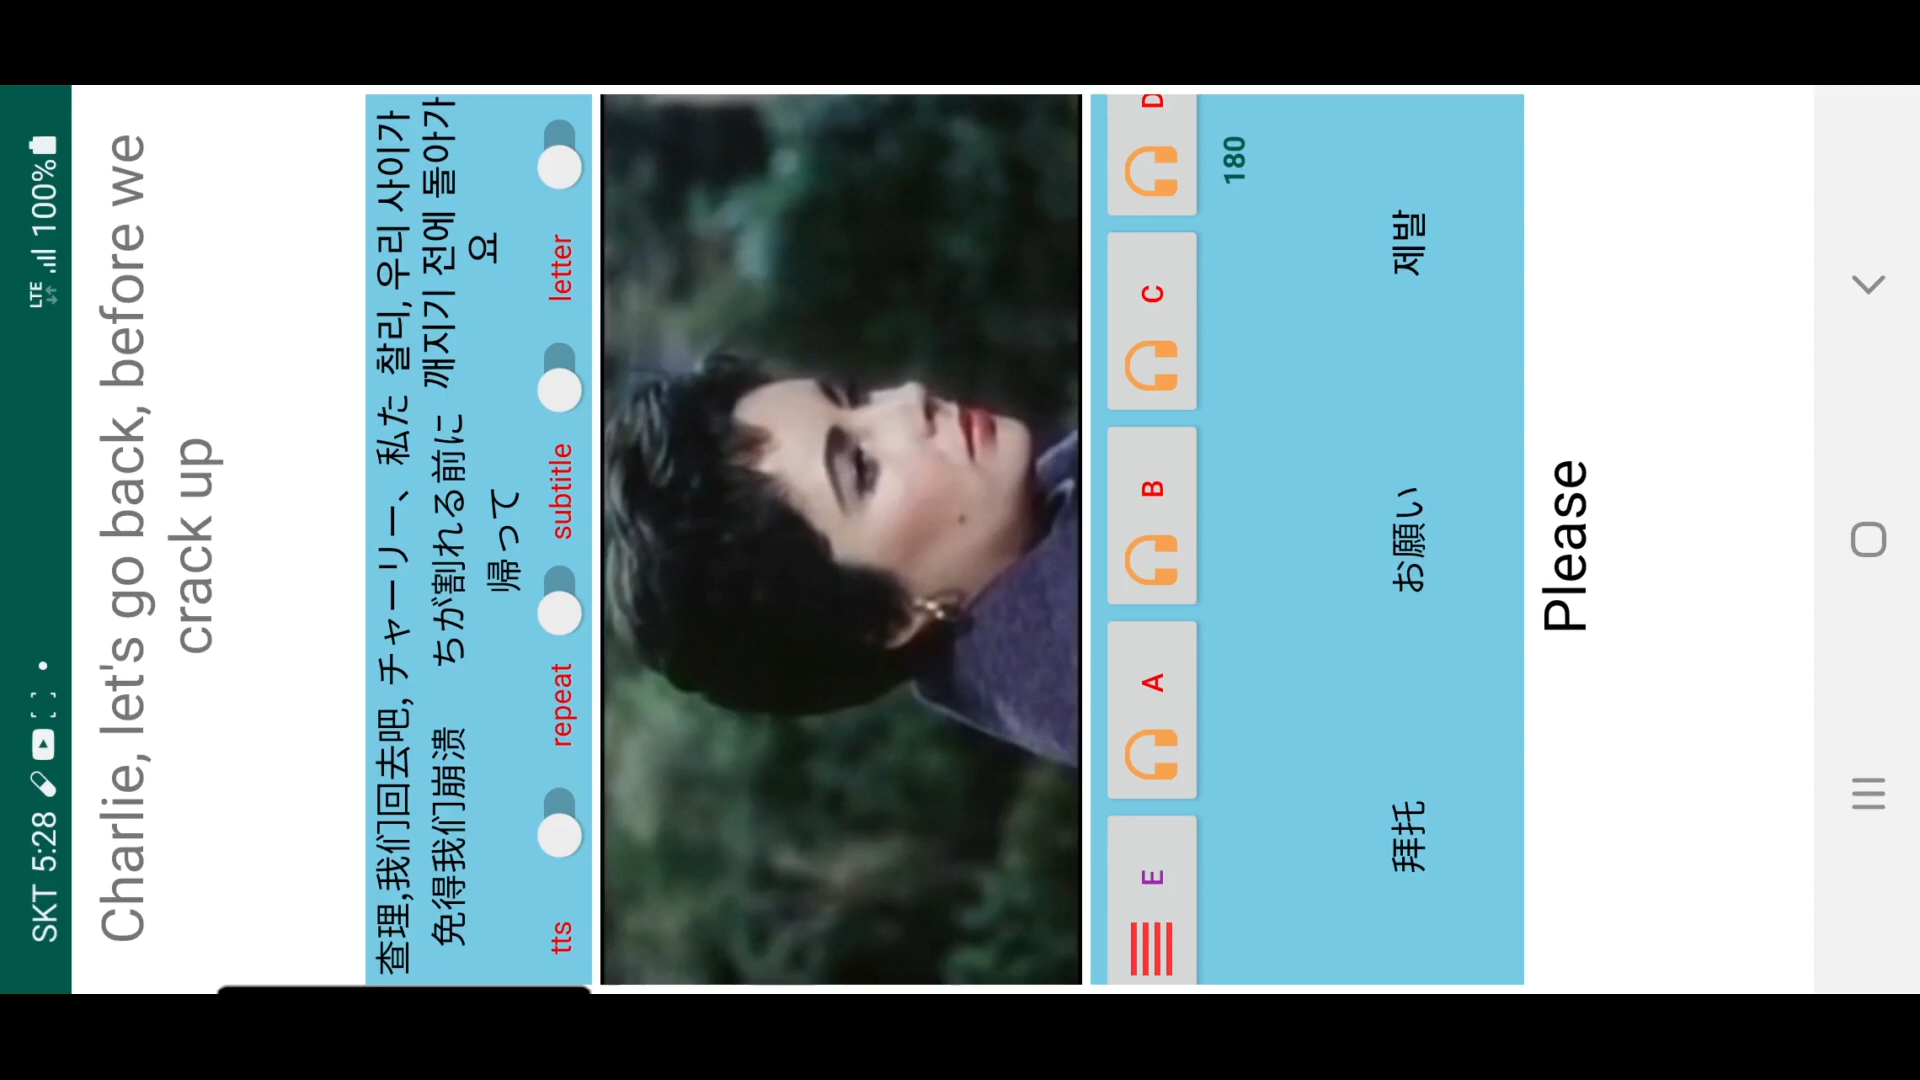 SKT 5:28 LTE 100%
Charlie, let's go back, before we
crack up
查理,我们回去吧,
免得我们崩溃
チャーリー、私た
ちが割れる前に
帰って
찰리, 우리 사이가
깨지기 전에 돌아가
요
tts repeat subtitle letter
E A B C D
180
拜托 お願い 제발
Please